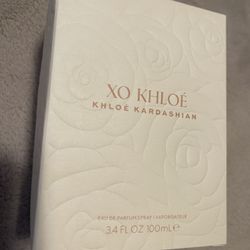 XO KHLOÉ
KHLOÉ KARDASHIAN
EAU DE PARFUM SPRAY / VAPORISATEUR
3.4 FL OZ 100mL e